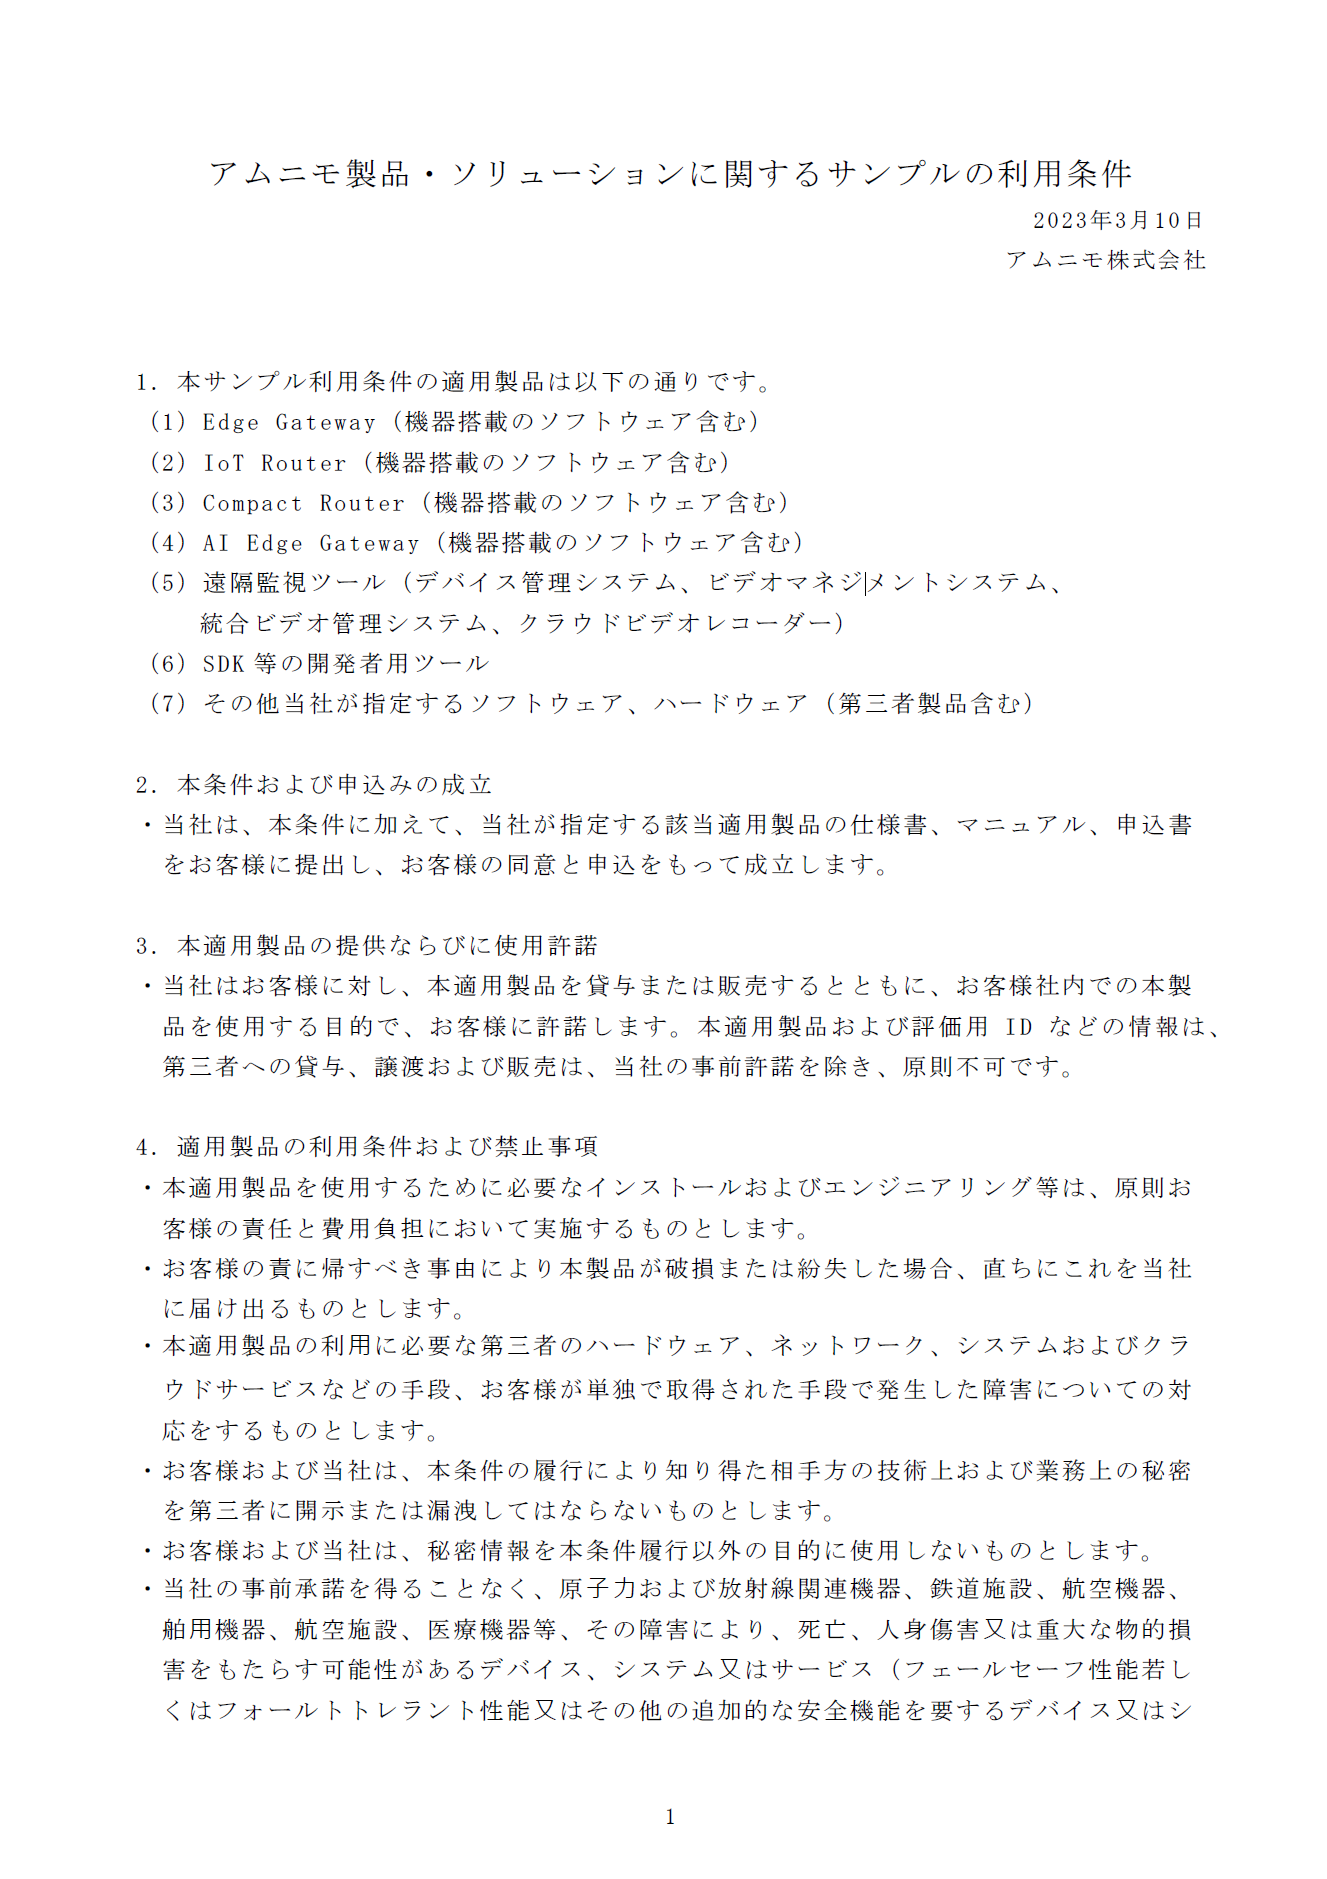 アムニモ製品・ソリューションに関するサンプルの利用条件
2023年3月10日
アムニモ株式会社
1. 本サンプル利用条件の適用製品は以下の通りです。
（1）Edge Gateway（機器搭載のソフトウェア含む）
（2）IoT Router（機器搭載のソフトウェア含む）
（3）Compact Router（機器搭載のソフトウェア含む）
（4）AI Edge Gateway（機器搭載のソフトウェア含む）
（5）遠隔監視ツール（デバイス管理システム、ビデオマネジメントシステム、
統合ビデオ管理システム、クラウドビデオレコーダー）
（6）SDK 等の開発者用ツール
（7）その他当社が指定するソフトウェア、ハードウェア（第三者製品含む）
2. 本条件および申込みの成立
・当社は、本条件に加えて、当社が指定する該当適用製品の仕様書、マニュアル、申込書
をお客様に提出し、お客様の同意と申込をもって成立します。
3. 本適用製品の提供ならびに使用許諾
・当社はお客様に対し、本適用製品を貸与または販売するとともに、お客様社内での本製
品を使用する目的で、お客様に許諾します。本適用製品および評価用 ID などの情報は、
第三者への貸与、譲渡および販売は、当社の事前許諾を除き、原則不可です。
4. 適用製品の利用条件および禁止事項
・本適用製品を使用するために必要なインストールおよびエンジニアリング等は、原則お
客様の責任と費用負担において実施するものとします。
・お客様の責に帰すべき事由により本製品が破損または紛失した場合、直ちにこれを当社
に届け出るものとします。
・本適用製品の利用に必要な第三者のハードウェア、ネットワーク、システムおよびクラ
ウドサービスなどの手段、お客様が単独で取得された手段で発生した障害についての対
応をするものとします。
・お客様および当社は、本条件の履行により知り得た相手方の技術上および業務上の秘密
を第三者に開示または漏洩してはならないものとします。
・お客様および当社は、秘密情報を本条件履行以外の目的に使用しないものとします。
・当社の事前承諾を得ることなく、原子力および放射線関連機器、鉄道施設、航空機器、
舶用機器、航空施設、医療機器等、その障害により、死亡、人身傷害又は重大な物的損
害をもたらす可能性があるデバイス、システム又はサービス（フェールセーフ性能若し
くはフォールトトレラント性能又はその他の追加的な安全機能を要するデバイス又はシ
1